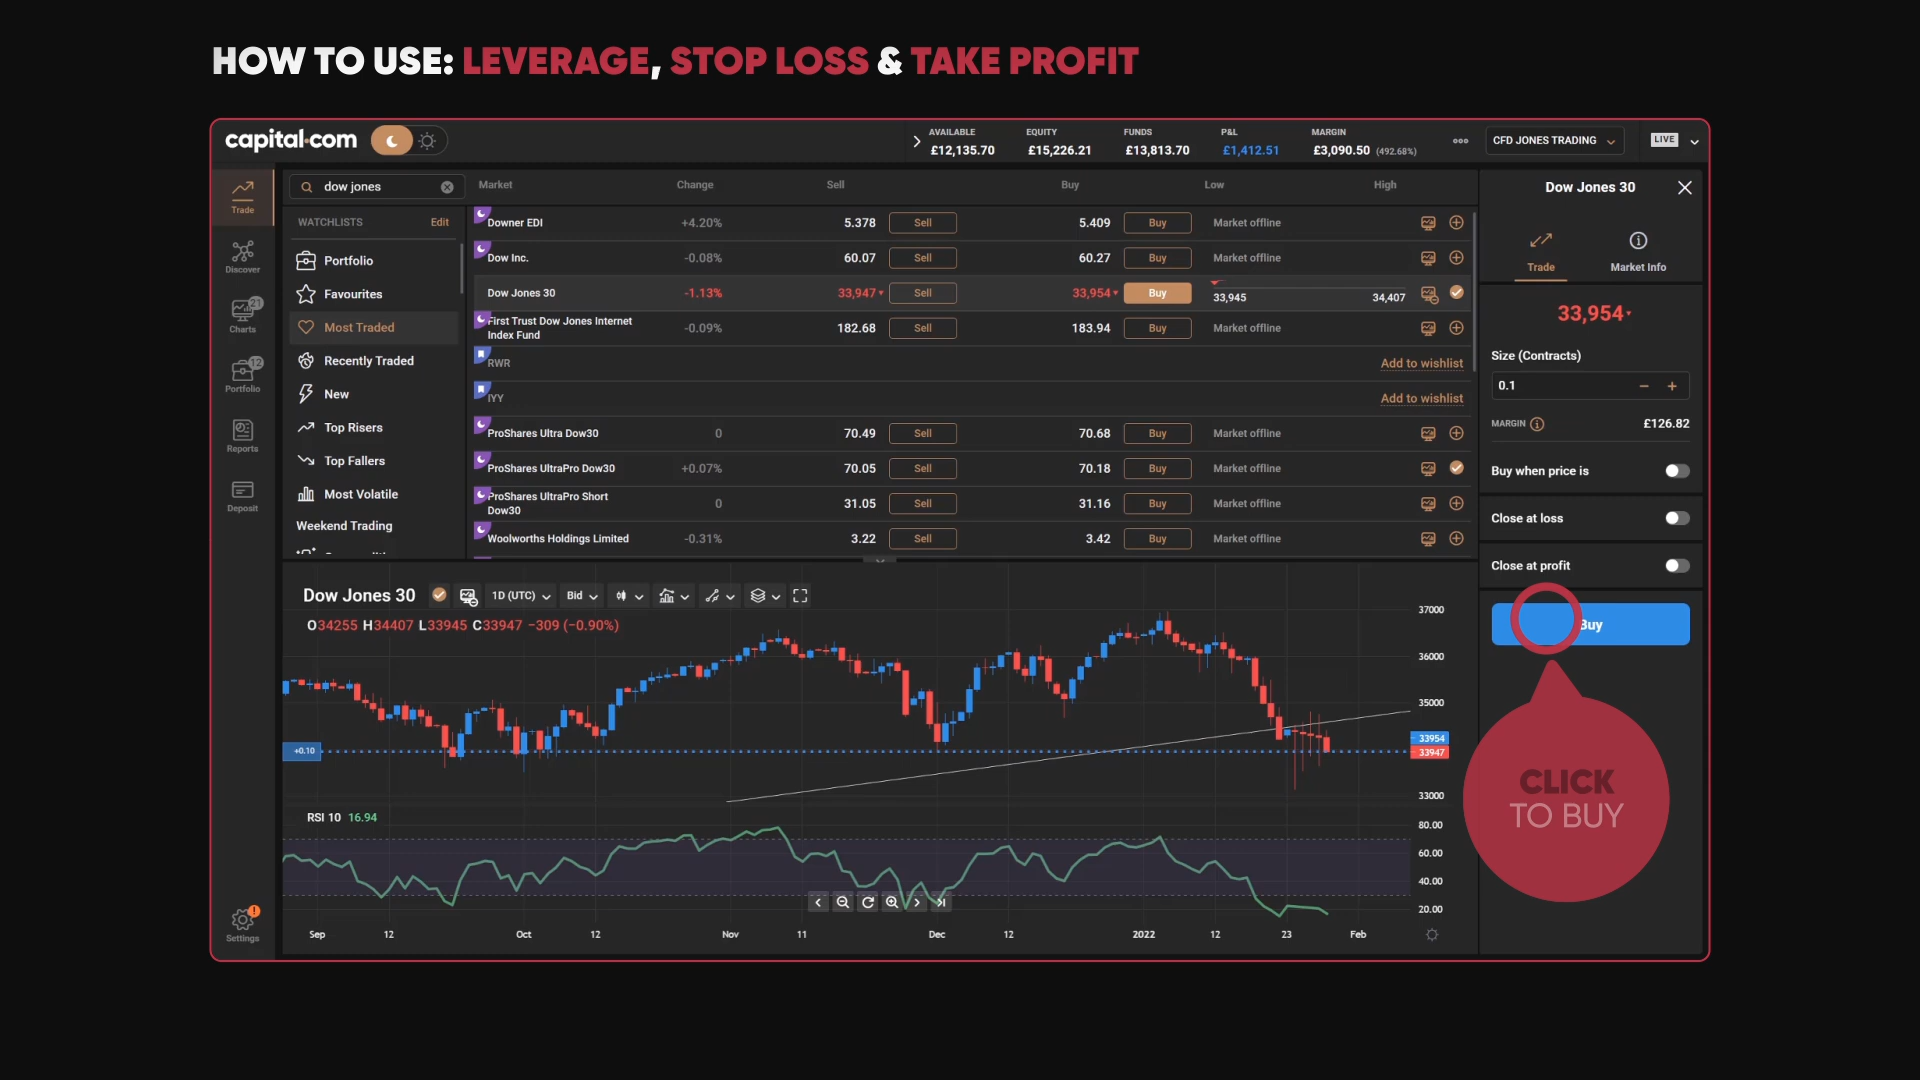 HOW TO USE: LEVERAGE, STOP LOSS & TAKE PROFIT
capital.com
AVAILABLE
£12,135.70
EQUITY
£15,226.21
FUNDS
£13,813.70
P&L
£1,412.51
MARGIN
£3,090.50 (492.68%)
CFD JONES TRADING
LIVE
Trade
Discover
21
Charts
12
Portfolio
Reports
Deposit
Settings
dow jones
WATCHLISTS Edit
Portfolio
Favourites
Most Traded
Recently Traded
New
Top Risers
Top Fallers
Most Volatile
Weekend Trading
Market Change Sell Buy Low High
Downer EDI +4.20% 5.378 Sell 5.409 Buy Market offline
Dow Inc. -0.08% 60.07 Sell 60.27 Buy Market offline
Dow Jones 30 -1.13% 33,947 Sell 33,954 Buy 33,945 34,407
First Trust Dow Jones Internet
Index Fund -0.09% 182.68 Sell 183.94 Buy Market offline
RWR Add to wishlist
IYY Add to wishlist
ProShares Ultra Dow30 0 70.49 Sell 70.68 Buy Market offline
ProShares UltraPro Dow30 +0.07% 70.05 Sell 70.18 Buy Market offline
ProShares UltraPro Short
Dow30 0 31.05 Sell 31.16 Buy Market offline
Woolworths Holdings Limited -0.31% 3.22 Sell 3.42 Buy Market offline
Dow Jones 30 1D (UTC) Bid
O34255 H34407 L33945 C33947 −309 (−0.90%)
37000
36000
35000
33954
33947
33000
+0.10
RSI 10 16.94
80.00
60.00
40.00
20.00
Sep 12 Oct 12 Nov 11 Dec 12 2022 12 23 Feb
Dow Jones 30
Trade Market Info
33,954
Size (Contracts)
0.1
MARGIN £126.82
Buy when price is
Close at loss
Close at profit
Buy
CLICK
TO BUY